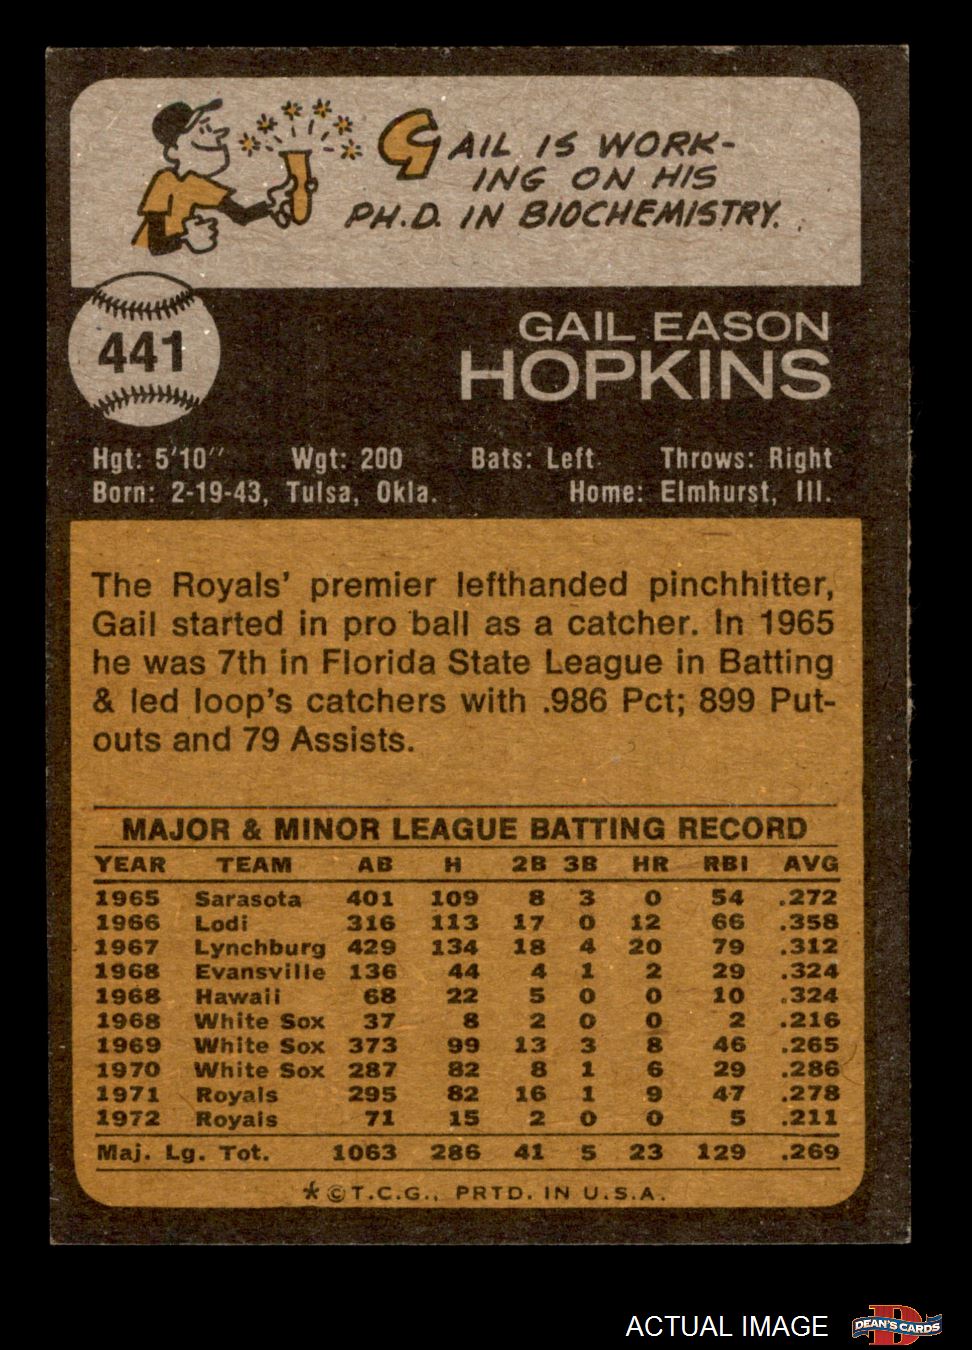 GAIL IS WORK-
ING ON HIS
PH.D. IN BIOCHEMISTRY.
441
GAIL EASON
HOPKINS
Hgt: 5'10" Wgt: 200 Bats: Left Throws: Right
Born: 2-19-43, Tulsa, Okla. Home: Elmhurst, Ill.
The Royals' premier lefthanded pinchhitter,
Gail started in pro ball as a catcher. In 1965
he was 7th in Florida State League in Batting
& led loop's catchers with .986 Pct; 899 Put-
outs and 79 Assists.
MAJOR & MINOR LEAGUE BATTING RECORD
YEAR TEAM AB H 2B 3B HR RBI AVG
1965 Sarasota 401 109 8 3 0 54 .272
1966 Lodi 316 113 17 0 12 66 .358
1967 Lynchburg 429 134 18 4 20 79 .312
1968 Evansville 136 44 4 1 2 29 .324
1968 Hawaii 68 22 5 0 0 10 .324
1968 White Sox 37 8 2 0 0 2 .216
1969 White Sox 373 99 13 3 8 46 .265
1970 White Sox 287 82 8 1 6 29 .286
1971 Royals 295 82 16 1 9 47 .278
1972 Royals 71 15 2 0 0 5 .211
Maj. Lg. Tot. 1063 286 41 5 23 129 .269
* © T.C.G., PRTD. IN U.S.A.
ACTUAL IMAGE
D
DEAN'S CARDS